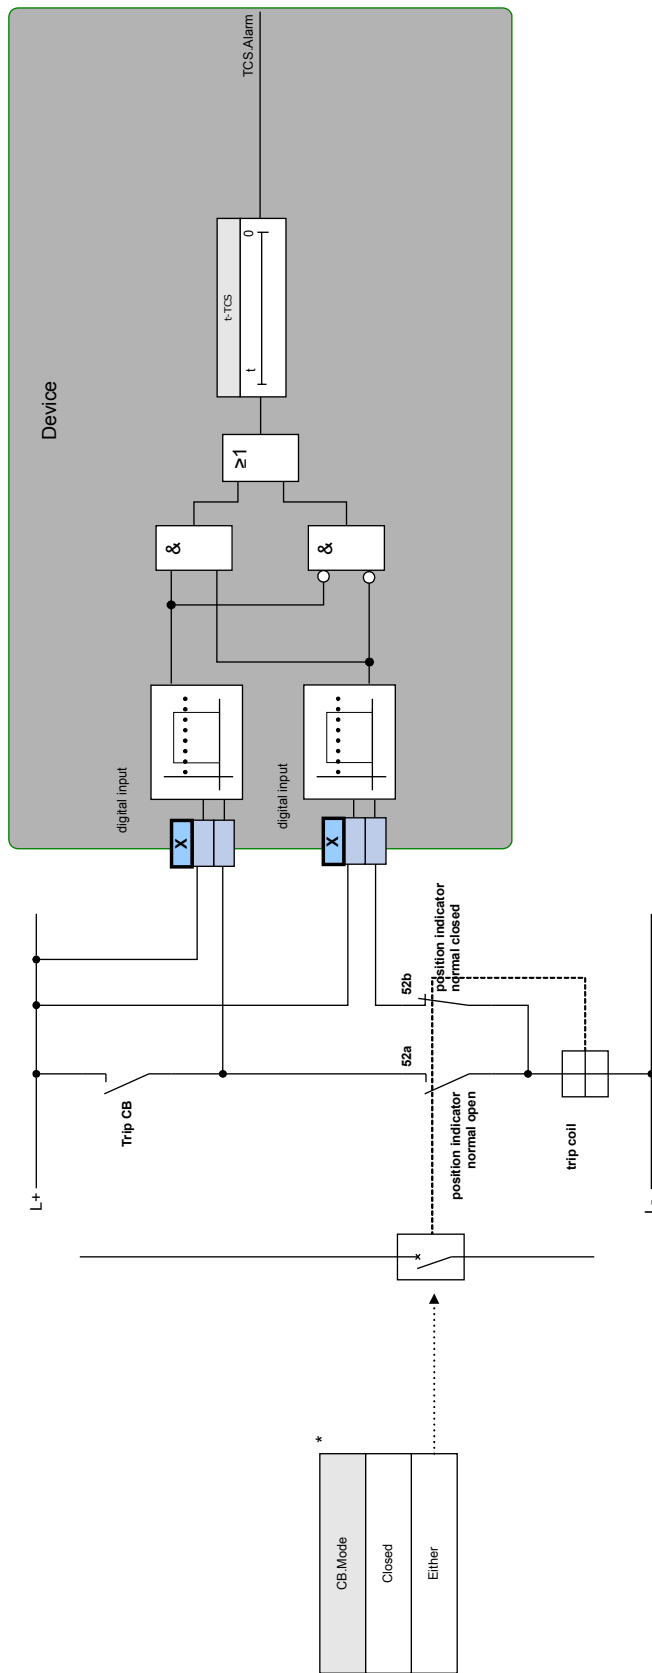 Device
TCS.Alarm
t-TCS
t
0
≥1
&
&
digital input
digital input
X
X
L+
Trip CB
52a
52b
position indicator
normal closed
position indicator
normal open
trip coil
*
CB.Mode
Closed
Either